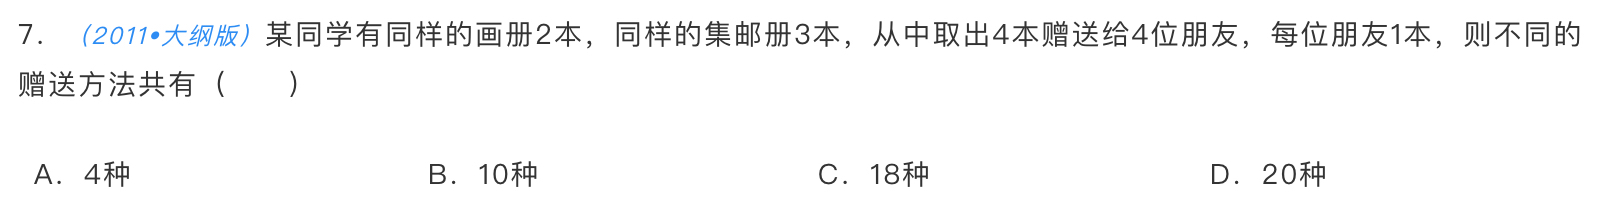 7. （2011•大纲版）某同学有同样的画册2本，同样的集邮册3本，从中取出4本赠送给4位朋友，每位朋友1本，则不同的
赠送方法共有（　　）
A. 4种　B. 10种　C. 18种　D. 20种